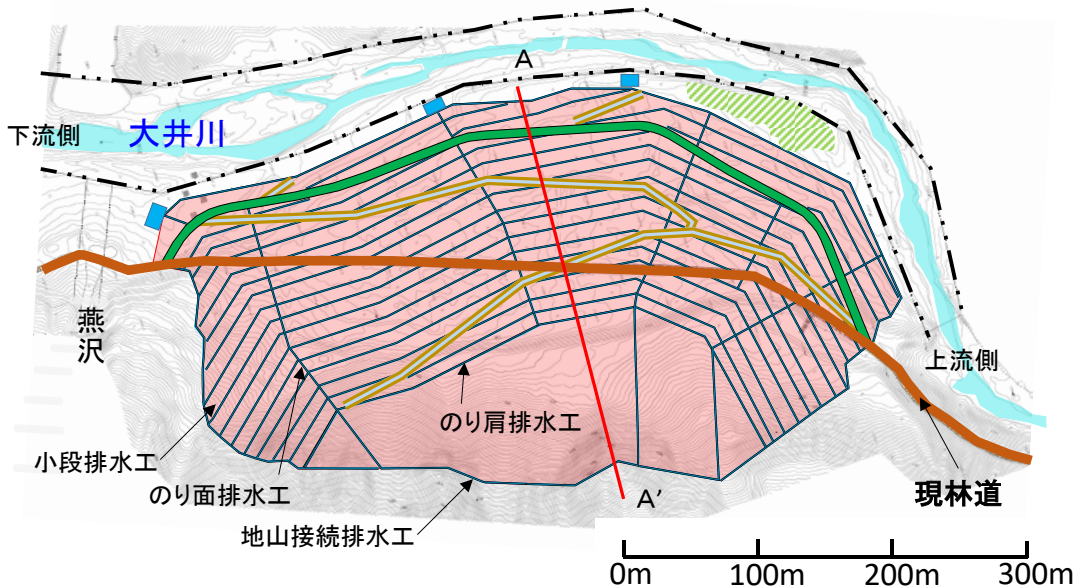 A
下流側
大井川
燕沢
上流側
のり肩排水工
小段排水工
のり面排水工
A'
現林道
地山接続排水工
0m
100m
200m
300m